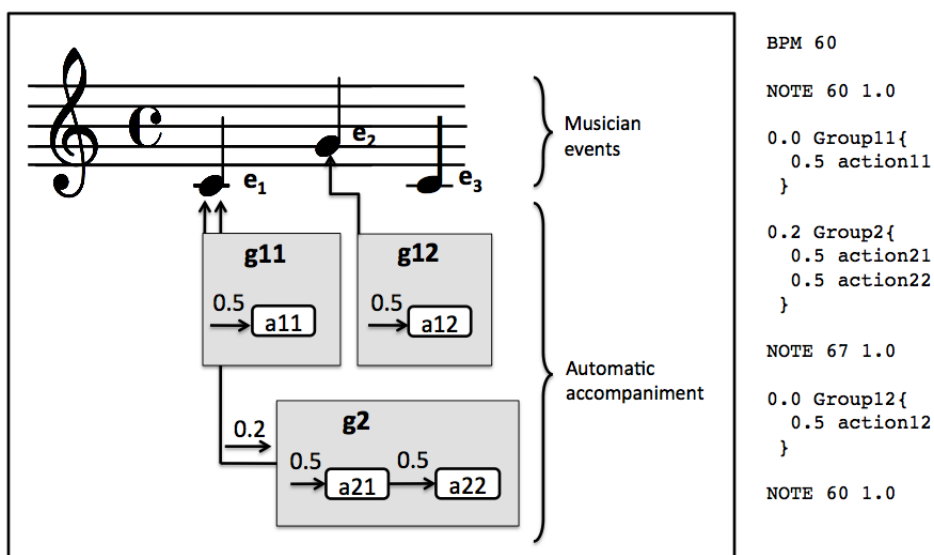 e1
e2
e3
Musician
events
g11
0.5
a11
g12
0.5
a12
0.2
g2
0.5
a21
0.5
a22
Automatic
accompaniment
BPM 60
NOTE 60 1.0
0.0 Group11{
0.5 action11
}
0.2 Group2{
0.5 action21
0.5 action22
}
NOTE 67 1.0
0.0 Group12{
0.5 action12
}
NOTE 60 1.0